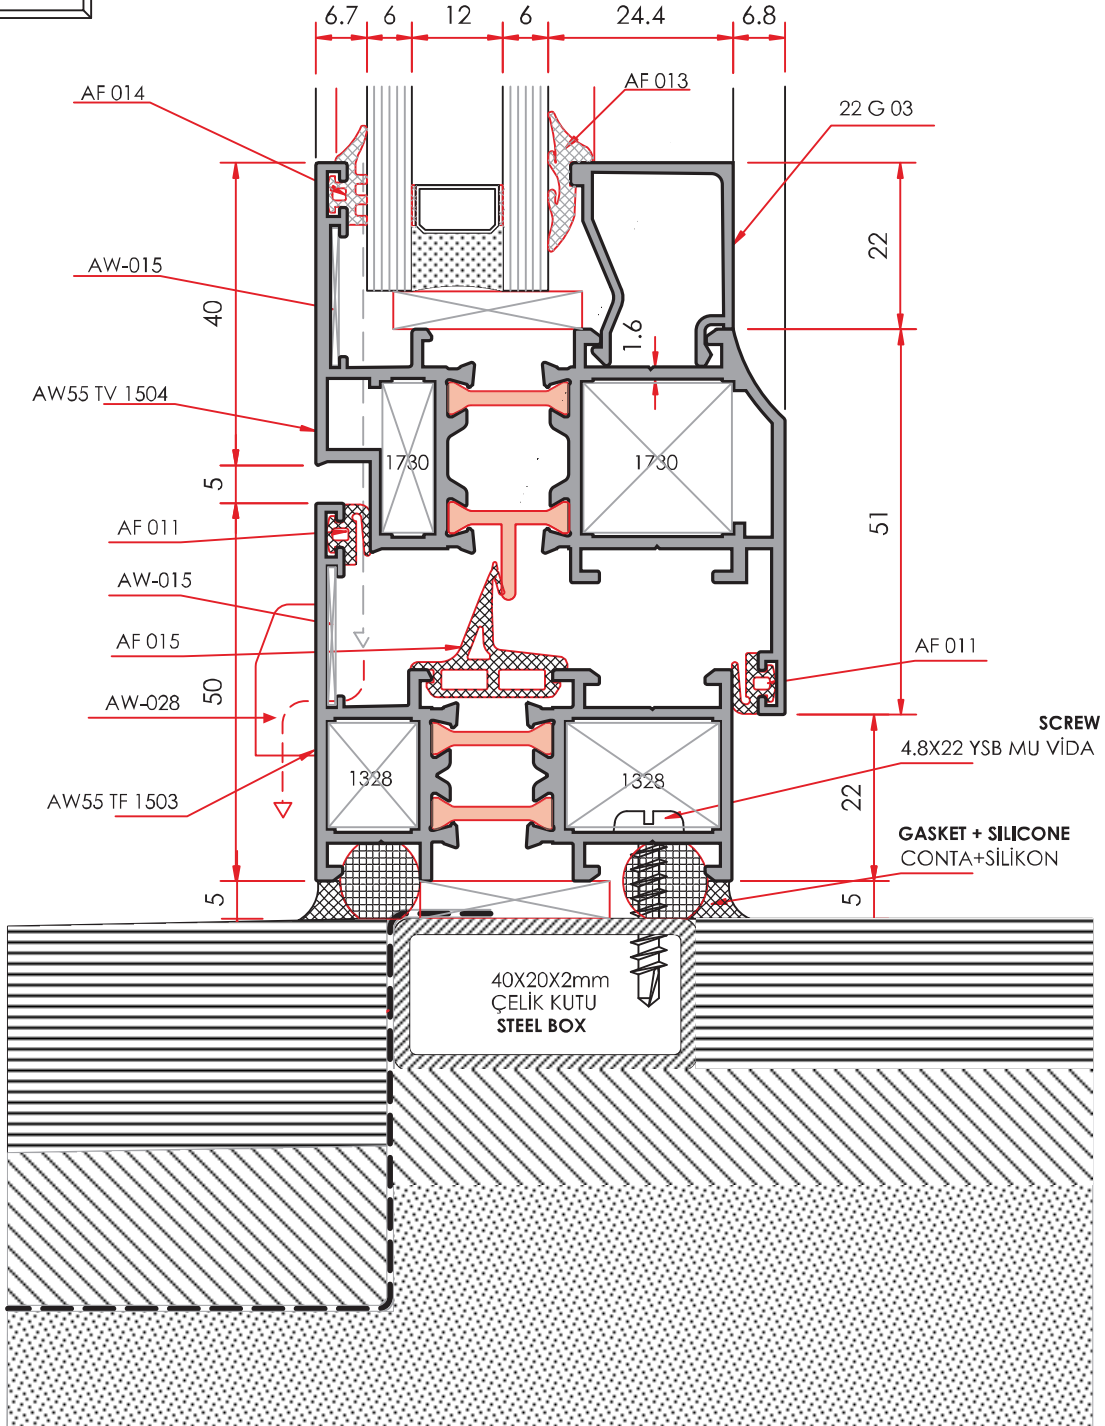 6.7 6 12 6 24.4 6.8
AF 014
AF 013
22 G 03
AW-015
40
22
1.6
AW55 TV 1504
1730
1730
5
AF 011
51
AW-015
AF 015
AF 011
50
AW-028
SCREW
4.8X22 YSB MU VİDA
1328
1328
AW55 TF 1503
22
GASKET + SILICONE
CONTA+SİLİKON
5
5
40X20X2mm
ÇELİK KUTU
STEEL BOX